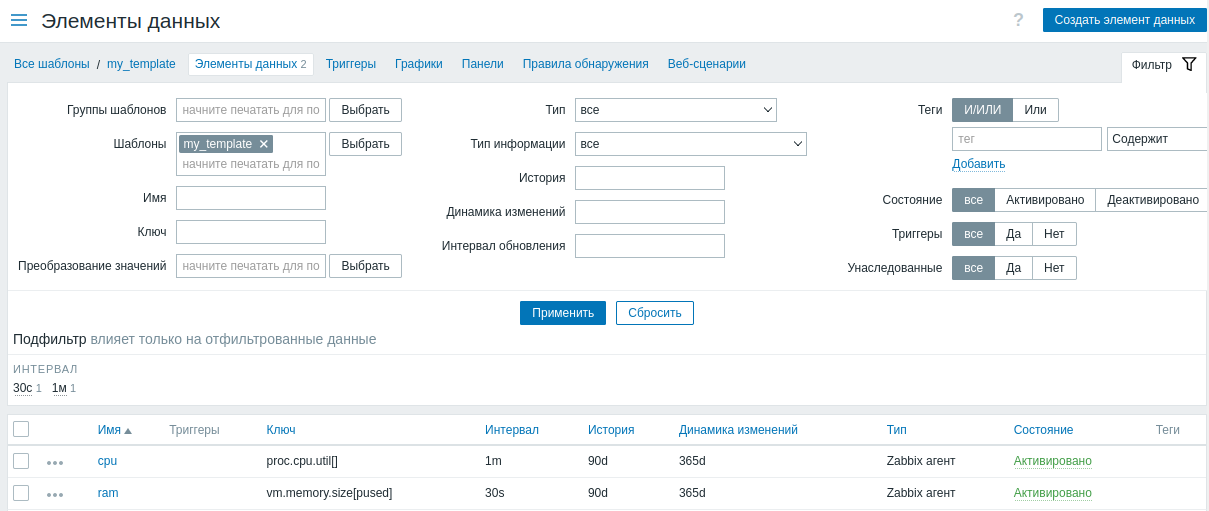 Элементы данных
?
Создать элемент данных
Все шаблоны / my_template Элементы данных 2 Триггеры Графики Панели Правила обнаружения Веб-сценарии
Фильтр
Группы шаблонов начните печатать для по Выбрать
Шаблоны my_template начните печатать для по Выбрать
Имя
Ключ
Преобразование значений начните печатать для по Выбрать
Тип все
Тип информации все
История
Динамика изменений
Интервал обновления
Теги И/ИЛИ Или
тег Содержит
Добавить
Состояние все Активировано Деактивировано
Триггеры все Да Нет
Унаследованные все Да Нет
Применить Сбросить
Подфильтр влияет только на отфильтрованные данные
ИНТЕРВАЛ
30с 1 1м 1
Имя Триггеры Ключ Интервал История Динамика изменений Тип Состояние Теги
cpu proc.cpu.util[] 1m 90d 365d Zabbix агент Активировано
ram vm.memory.size[pused] 30s 90d 365d Zabbix агент Активировано